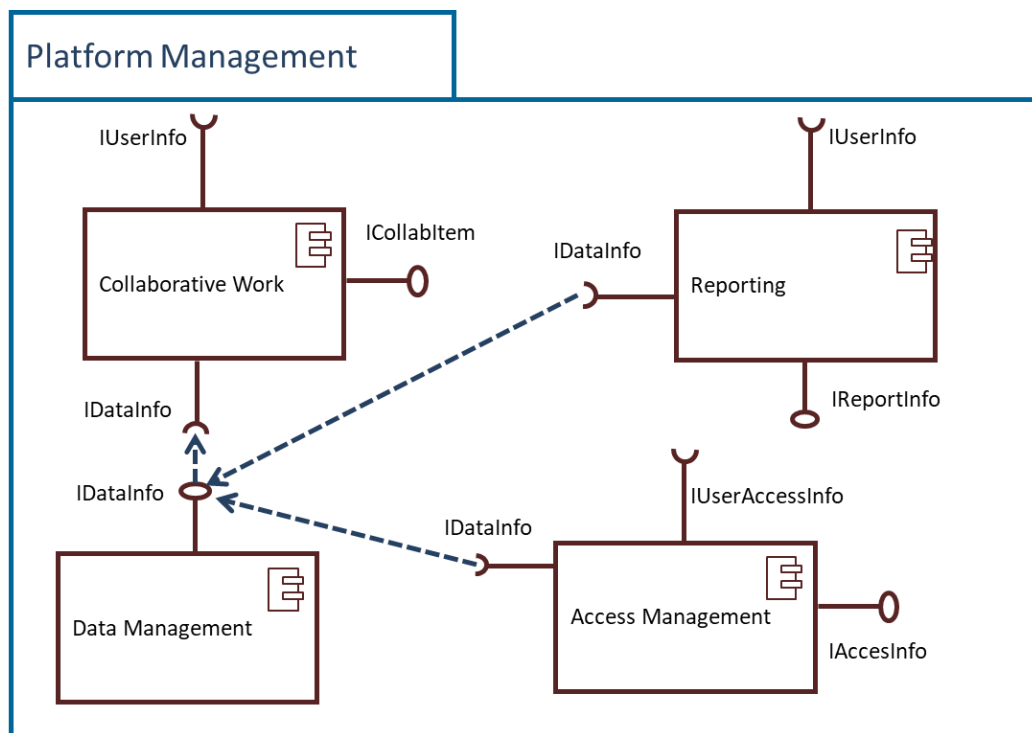 Platform Management
IUserInfo
IUserInfo
ICollabItem
IDataInfo
Collaborative Work
Reporting
IDataInfo
IReportInfo
IDataInfo
IUserAccessInfo
IDataInfo
Data Management
Access Management
IAccesInfo